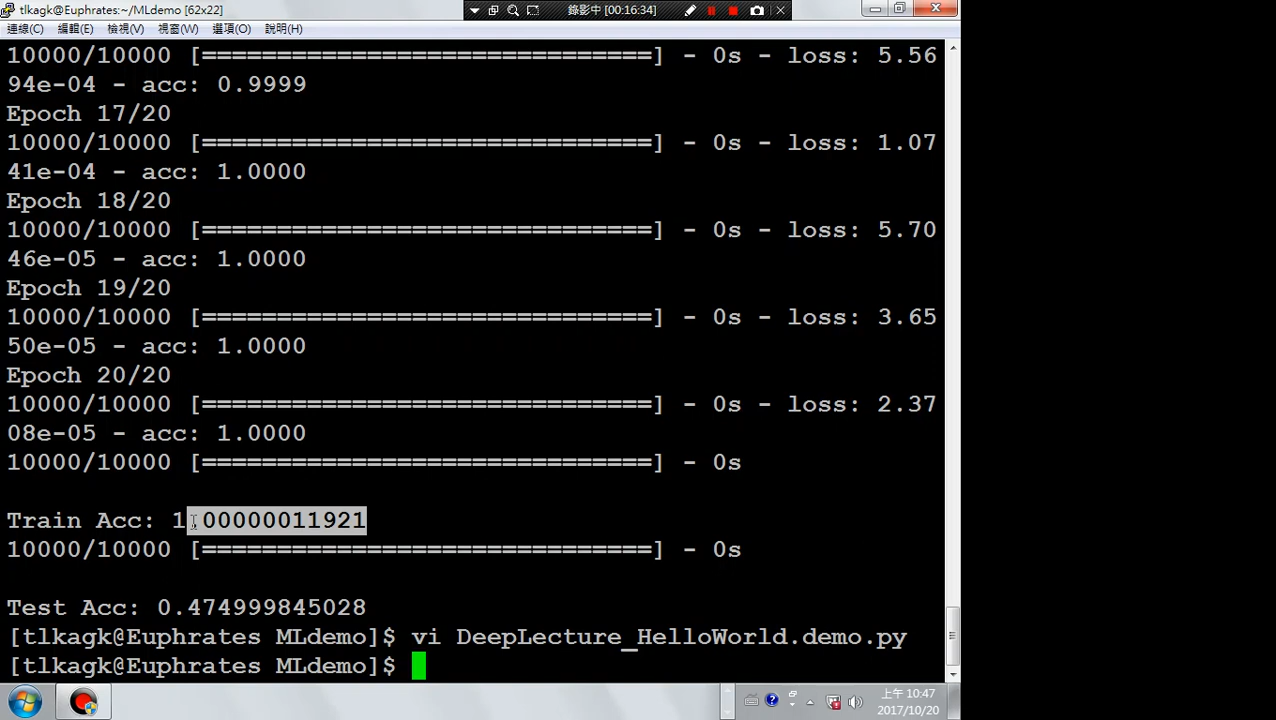 tlkagk@Euphrates:~/MLdemo [62x22]
錄影中 [00:16:34]
連線(C) 編輯(E) 檢視(V) 視窗(W) 選項(O) 說明(H)
10000/10000 [==============================] - 0s - loss: 5.56
94e-04 - acc: 0.9999
Epoch 17/20
10000/10000 [==============================] - 0s - loss: 1.07
41e-04 - acc: 1.0000
Epoch 18/20
10000/10000 [==============================] - 0s - loss: 5.70
46e-05 - acc: 1.0000
Epoch 19/20
10000/10000 [==============================] - 0s - loss: 3.65
50e-05 - acc: 1.0000
Epoch 20/20
10000/10000 [==============================] - 0s - loss: 2.37
08e-05 - acc: 1.0000
10000/10000 [==============================] - 0s
Train Acc: 1.00000011921
10000/10000 [==============================] - 0s
Test Acc: 0.474999845028
[tlkagk@Euphrates MLdemo]$ vi DeepLecture_HelloWorld.demo.py
[tlkagk@Euphrates MLdemo]$
上午 10:47
2017/10/20